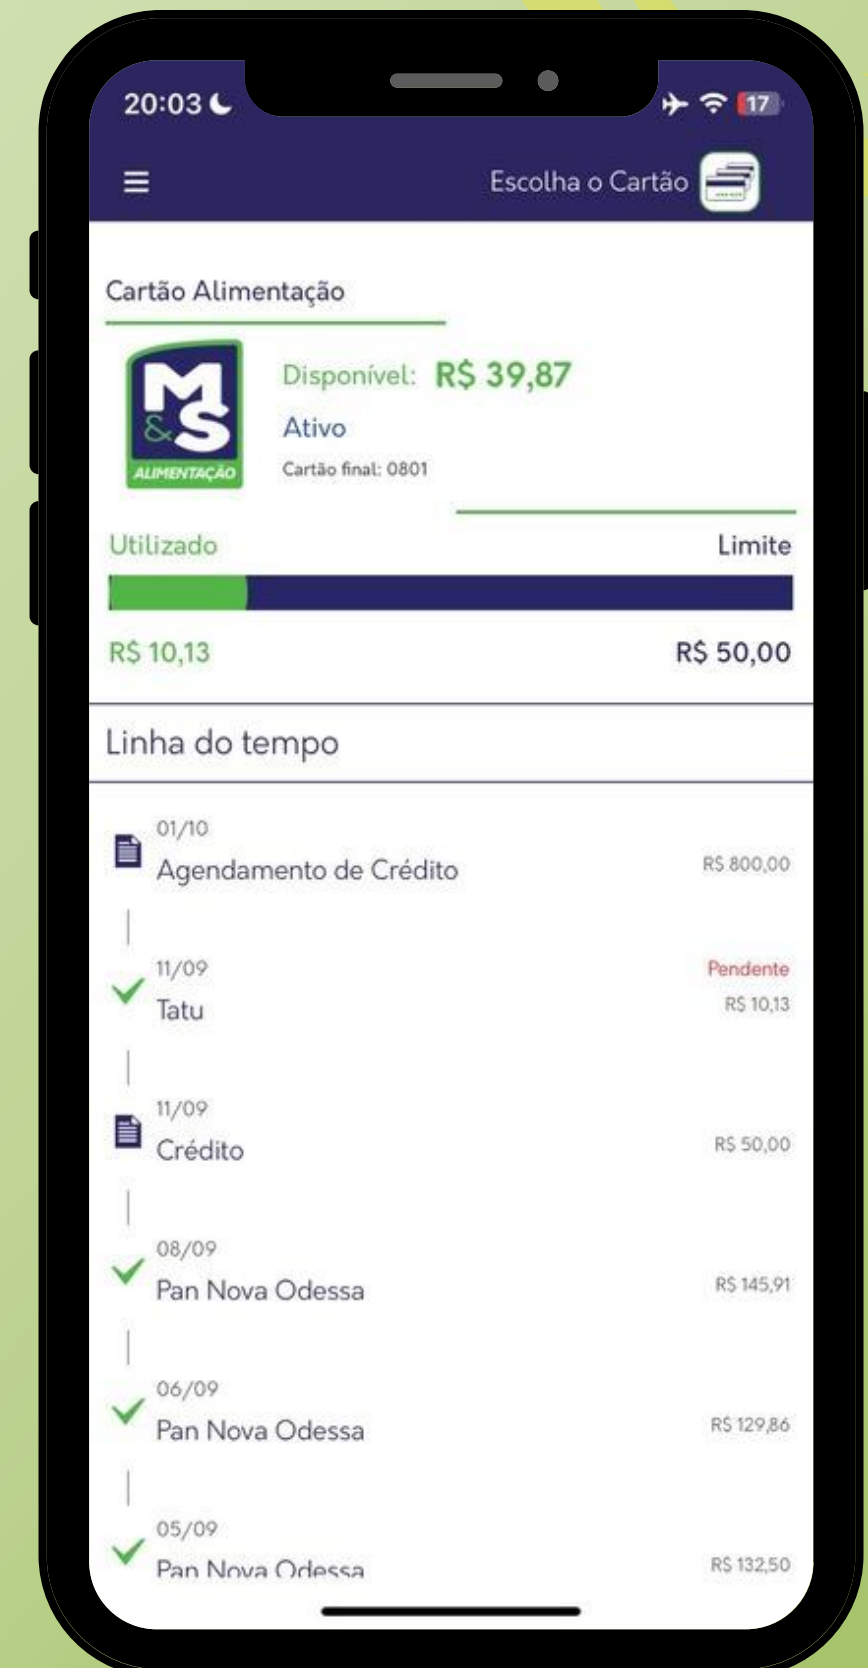 20:03
17
Escolha o Cartão
Cartão Alimentação
M
&S
ALIMENTAÇÃO
Disponível: R$ 39,87
Ativo
Cartão final: 0801
Utilizado Limite
R$ 10,13 R$ 50,00
Linha do tempo
01/10
Agendamento de Crédito R$ 800,00
11/09 Pendente
Tatu R$ 10,13
11/09
Crédito R$ 50,00
08/09
Pan Nova Odessa R$ 145,91
06/09
Pan Nova Odessa R$ 129,86
05/09
Pan Nova Odessa R$ 132,50